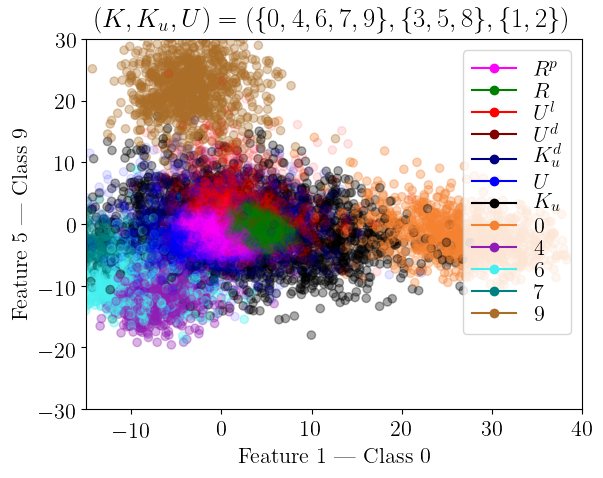 (K, K_u, U) = ({0, 4, 6, 7, 9}, {3, 5, 8}, {1, 2})
30
20
10
0
−10
−20
−30
Feature 5 — Class 9
R^p
R
U^l
U^d
K_u^d
U
K_u
0
4
6
7
9
−10
0
10
20
30
40
Feature 1 — Class 0